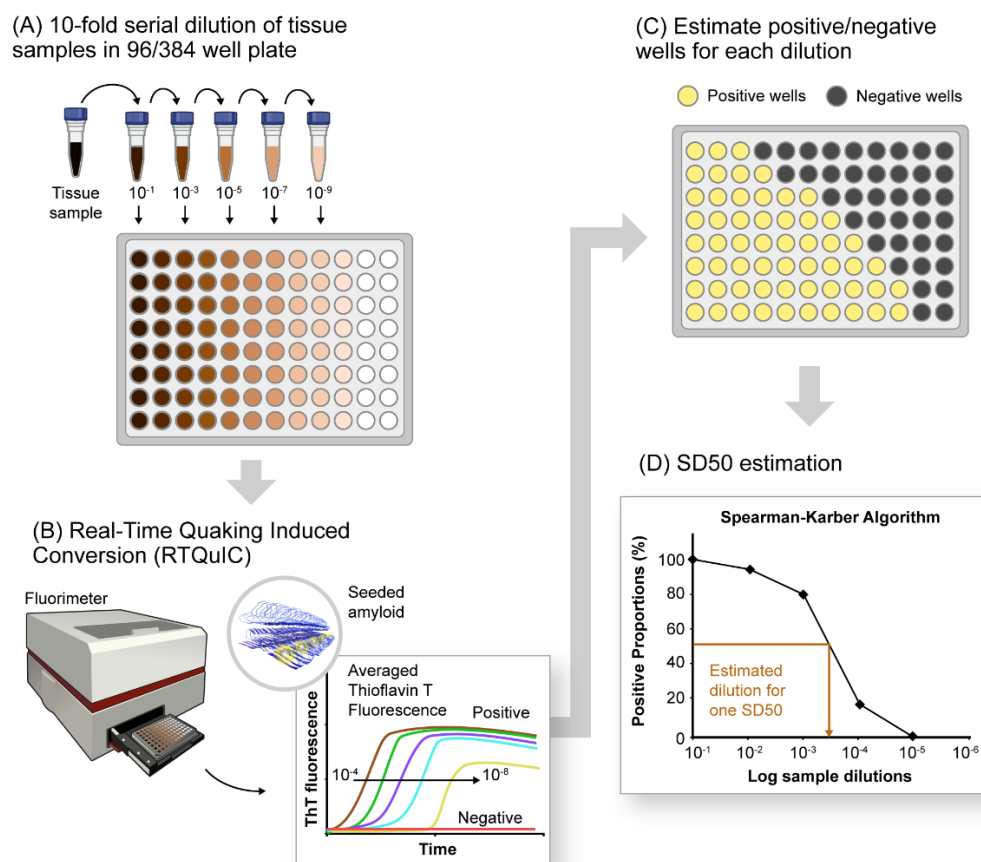 (A) 10-fold serial dilution of tissue
samples in 96/384 well plate
Tissue
sample
10⁻¹
10⁻³
10⁻⁵
10⁻⁷
10⁻⁹
(B) Real-Time Quaking Induced
Conversion (RTQuIC)
Fluorimeter
Seeded
amyloid
Averaged
Thioflavin T
Fluorescence
Positive
10⁻⁴
10⁻⁸
Negative
ThT fluorescence
Time
(C) Estimate positive/negative
wells for each dilution
Positive wells
Negative wells
(D) SD50 estimation
Spearman-Karber Algorithm
Positive Proportions (%)
100
80
60
40
20
0
Estimated
dilution for
one SD50
10⁻¹
10⁻²
10⁻³
10⁻⁴
10⁻⁵
10⁻⁶
Log sample dilutions